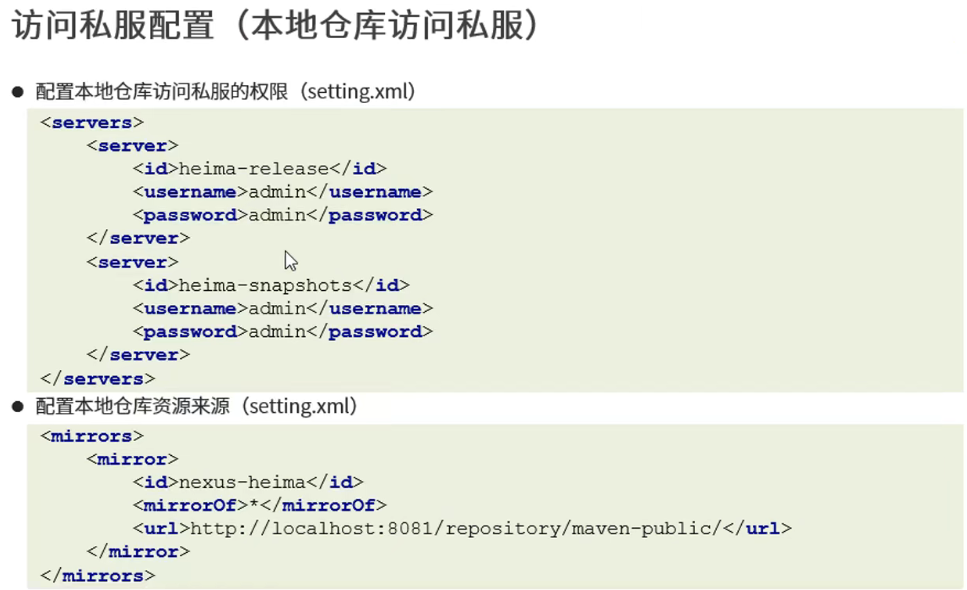 访问私服配置（本地仓库访问私服）
● 配置本地仓库访问私服的权限（setting.xml）
<servers>
    <server>
        <id>heima-release</id>
        <username>admin</username>
        <password>admin</password>
    </server>
    <server>
        <id>heima-snapshots</id>
        <username>admin</username>
        <password>admin</password>
    </server>
</servers>
● 配置本地仓库资源来源（setting.xml）
<mirrors>
    <mirror>
        <id>nexus-heima</id>
        <mirrorOf>*</mirrorOf>
        <url>http://localhost:8081/repository/maven-public/</url>
    </mirror>
</mirrors>